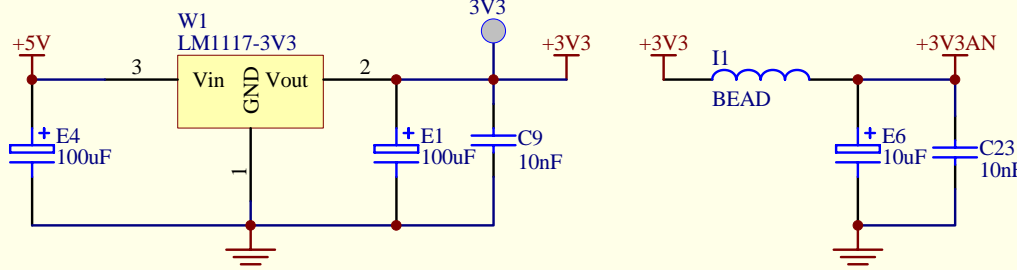 3V3
W1
LM1117-3V3
+5V
+3V3
3
Vin
GND
Vout
2
1
+
E4
100uF
+
E1
100uF
C9
10nF
+3V3
+3V3AN
I1
BEAD
+
E6
10uF
C23
10nF